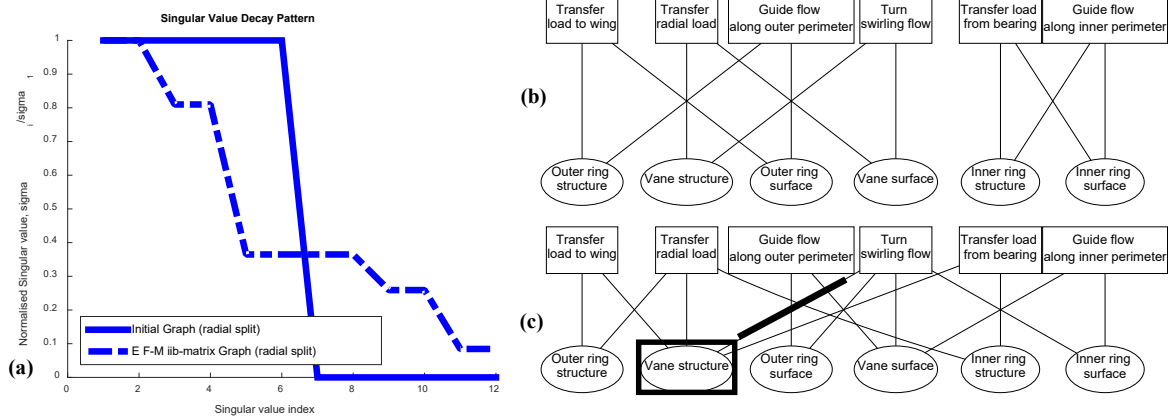 Singular Value Decay Pattern
Normalised Singular value, sigma i/sigma 1
1
0.9
0.8
0.7
0.6
0.5
0.4
0.3
0.2
0.1
0
Initial Graph (radial split)
E F-M iib-matrix Graph (radial split)
0
2
4
6
8
10
12
Singular value index
(a)
Transfer
load to wing
Transfer
radial load
Guide flow
along outer perimeter
Turn
swirling flow
Transfer load
from bearing
Guide flow
along inner perimeter
(b)
Outer ring
structure
Vane structure
Outer ring
surface
Vane surface
Inner ring
structure
Inner ring
surface
Transfer
load to wing
Transfer
radial load
Guide flow
along outer perimeter
Turn
swirling flow
Transfer load
from bearing
Guide flow
along inner perimeter
(c)
Outer ring
structure
Vane structure
Outer ring
surface
Vane surface
Inner ring
structure
Inner ring
surface